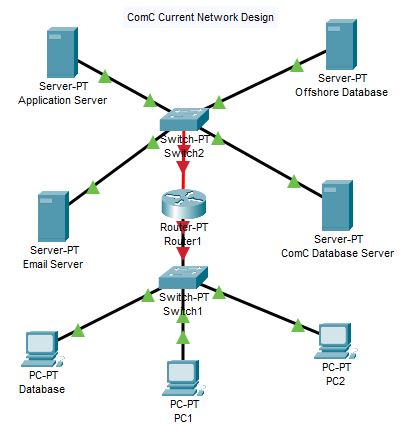 ComC Current Network Design
Server-PT
Application Server
Server-PT
Offshore Database
Switch-PT
Switch2
Server-PT
Email Server
Router-PT
Router1
Server-PT
ComC Database Server
Switch-PT
Switch1
PC-PT
Database
PC-PT
PC1
PC-PT
PC2